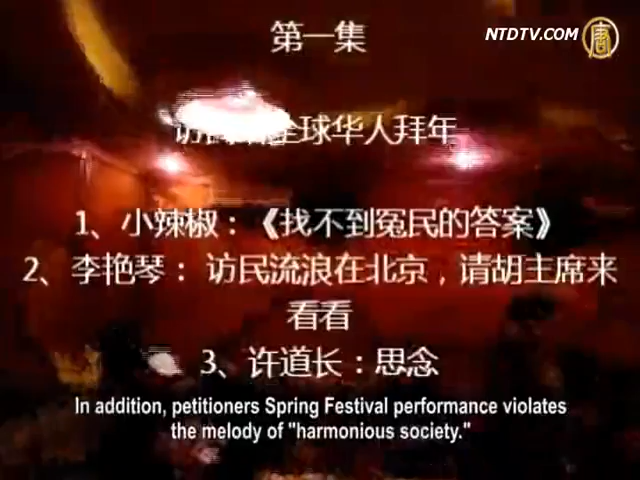 NTDTV.COM 唐
第一集
访 全球华人拜年
1、小辣椒：《找不到冤民的答案》
2、李艳琴： 访民流浪在北京，请胡主席来
看看
3、许道长：思念
In addition, petitioners Spring Festival performance violates
the melody of "harmonious society."